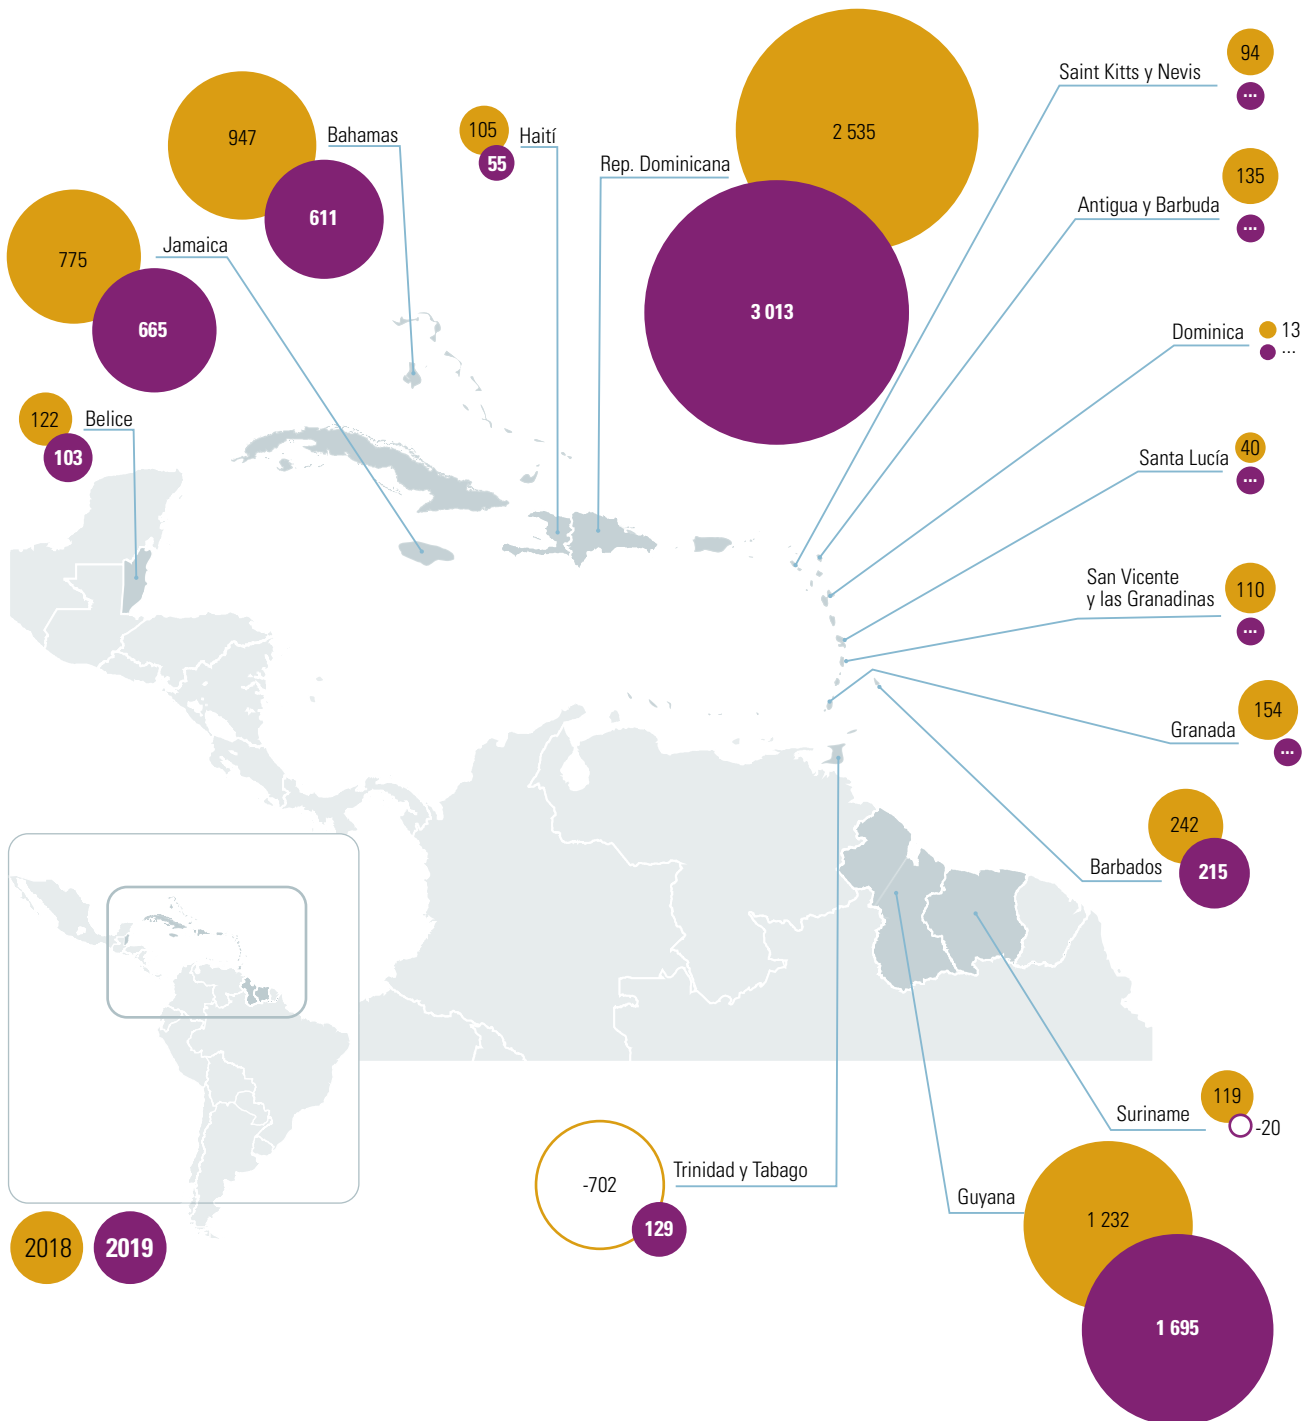 94
Saint Kitts y Nevis
...
2 535
947
Bahamas
105
Haití
55
Rep. Dominicana
135
Antigua y Barbuda
...
611
Jamaica
775
3 013
665
Dominica
13
...
122
Belice
103
40
Santa Lucía
...
San Vicente
y las Granadinas
110
...
154
Granada
...
242
Barbados
215
119
Suriname
-20
-702
Trinidad y Tabago
129
Guyana
1 232
1 695
2018
2019